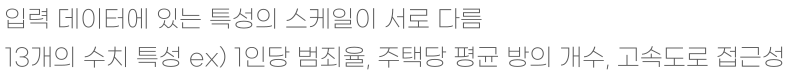 입력 데이터에 있는 특성의 스케일이 서로 다름
13개의 수치 특성 ex) 1인당 범죄율, 주택당 평균 방의 개수, 고속도로 접근성